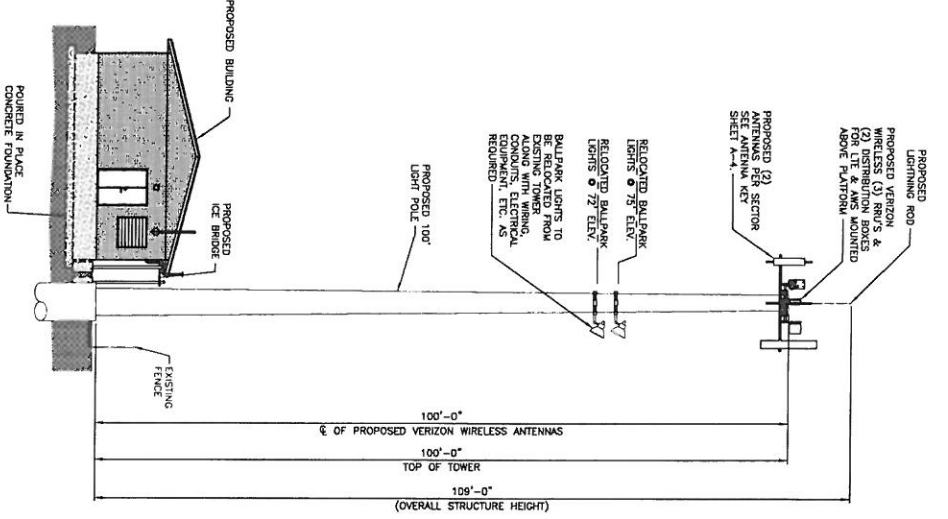 PROPOSED
LIGHTNING ROD
PROPOSED VERIZON
WIRELESS (3) RRU'S &
(2) DISTRIBUTION BOXES
FOR LTE & AWS MOUNTED
ABOVE PLATFORM
PROPOSED (2)
ANTENNAS PER SECTOR
SEE ANTENNA KEY
SHEET A-4.
RELOCATED BALLPARK
LIGHTS @ 75' ELEV.
RELOCATED BALLPARK
LIGHTS @ 72' ELEV.
BALLPARK LIGHTS TO
BE RELOCATED FROM
EXISTING TOWER
ALONG WITH WIRING,
CONDUITS, ELECTRICAL
EQUIPMENT, ETC. AS
REQUIRED
PROPOSED 100'
LIGHT POLE
PROPOSED BUILDING
PROPOSED
ICE BRIDGE
POURED IN PLACE
CONCRETE FOUNDATION
EXISTING
FENCE
100'-0"
℄ OF PROPOSED VERIZON WIRELESS ANTENNAS
100'-0"
TOP OF TOWER
109'-0"
(OVERALL STRUCTURE HEIGHT)